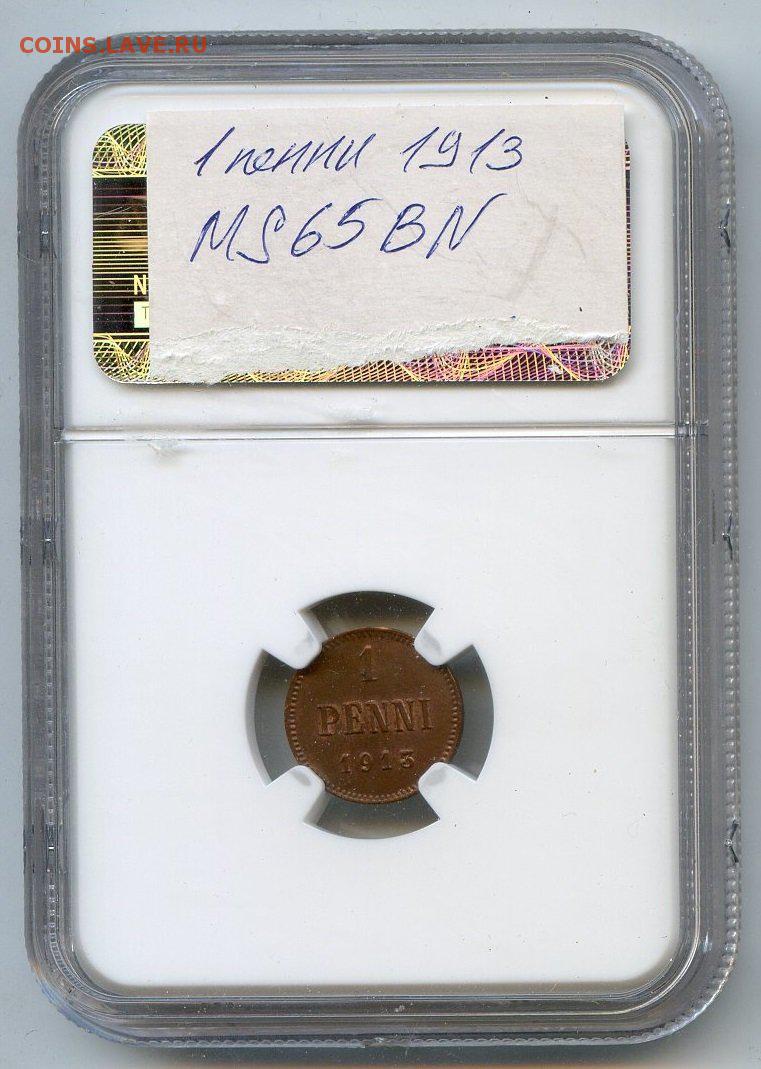 COINS.LAVE.RU
1 пенни 1913
MS65BN
N
T
1
PENNI
1913